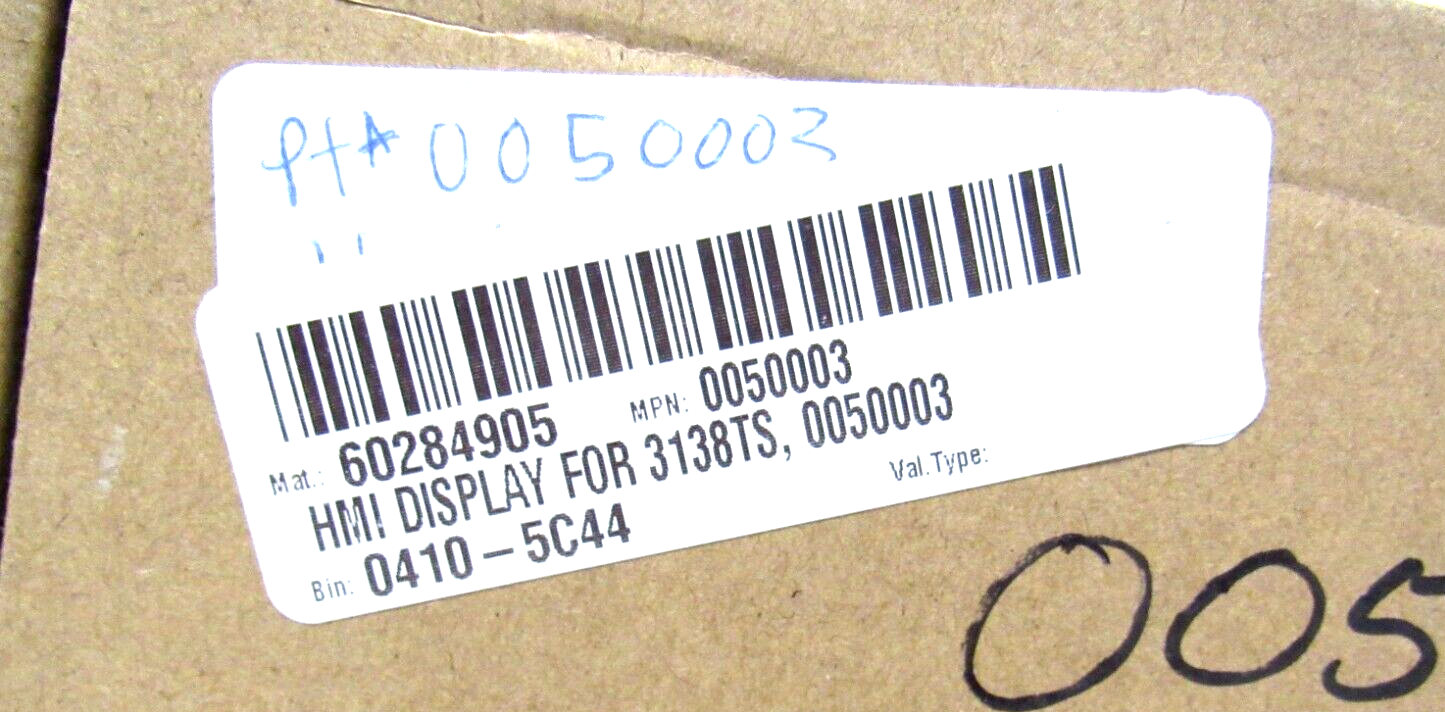 Pt# 0050003
''
Mat.: 60284905 MPN: 0050003
HMI DISPLAY FOR 3138TS, 0050003
Val.Type:
Bin: 0410-5C44
005